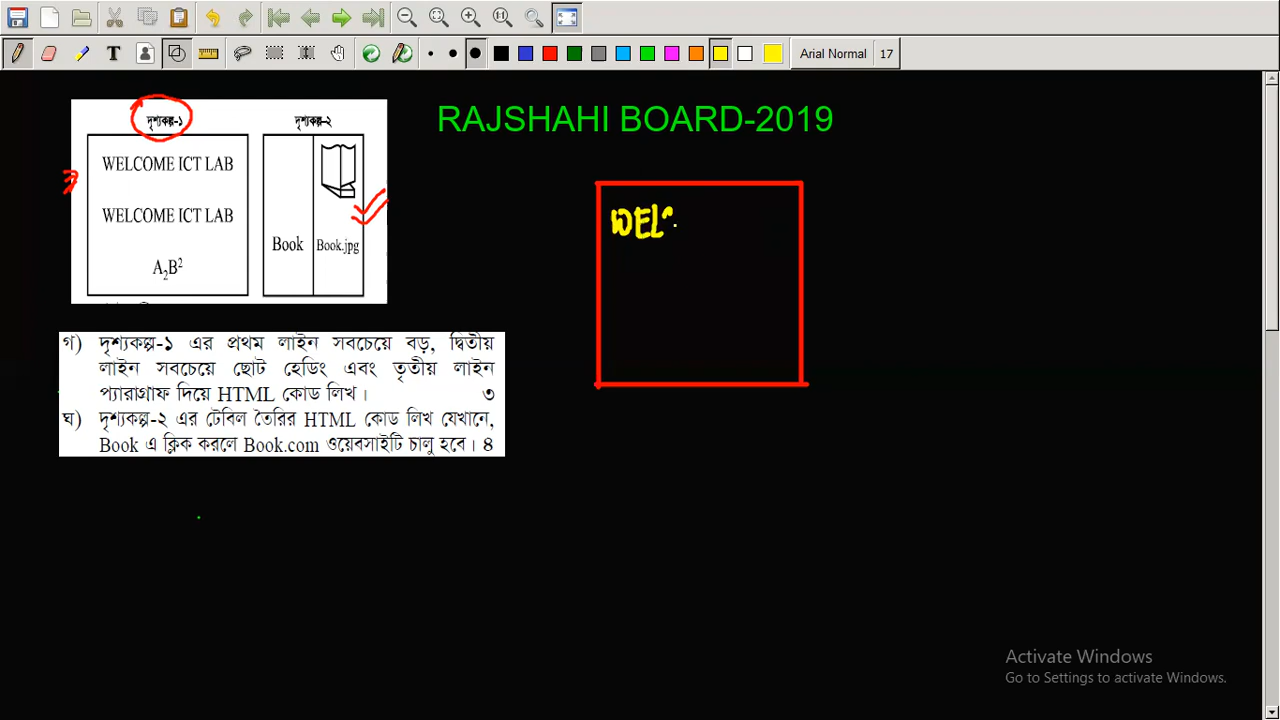 T
Arial Normal 17
RAJSHAHI BOARD-2019
দৃশ্যকল্প-১ দৃশ্যকল্প-২
WELCOME ICT LAB
WELCOME ICT LAB
A₂B²
Book Book.jpg
WEL
গ) দৃশ্যকল্প-১ এর প্রথম লাইন সবচেয়ে বড়, দ্বিতীয়
লাইন সবচেয়ে ছোট হেডিং এবং তৃতীয় লাইন
প্যারাগ্রাফ দিয়ে HTML কোড লিখ। ৩
ঘ) দৃশ্যকল্প-২ এর টেবিল তৈরির HTML কোড লিখ যেখানে,
Book এ ক্লিক করলে Book.com ওয়েবসাইটি চালু হবে। ৪
Activate Windows
Go to Settings to activate Windows.